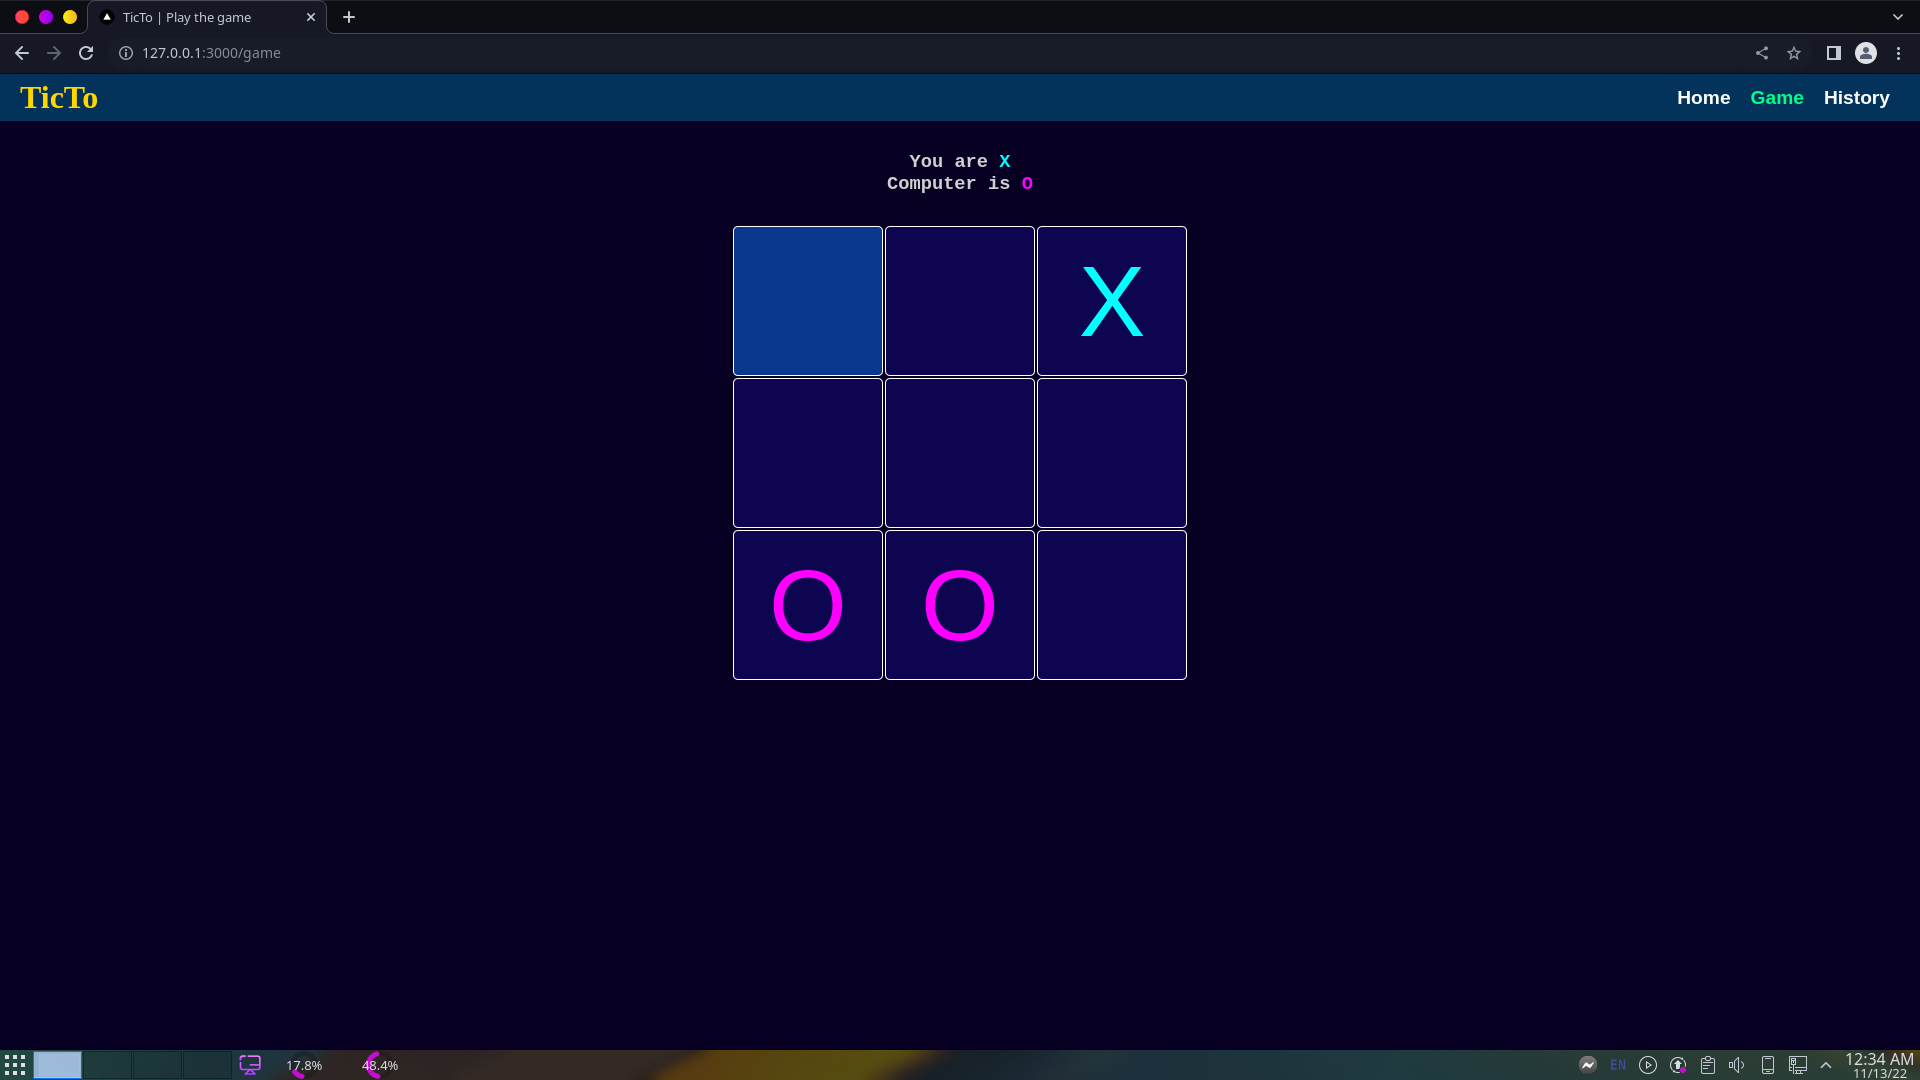 TicTo | Play the game
127.0.0.1:3000/game
TicTo
Home Game History
You are X
Computer is O
X
O O
17.8% 48.4% EN 12:34 AM
11/13/22